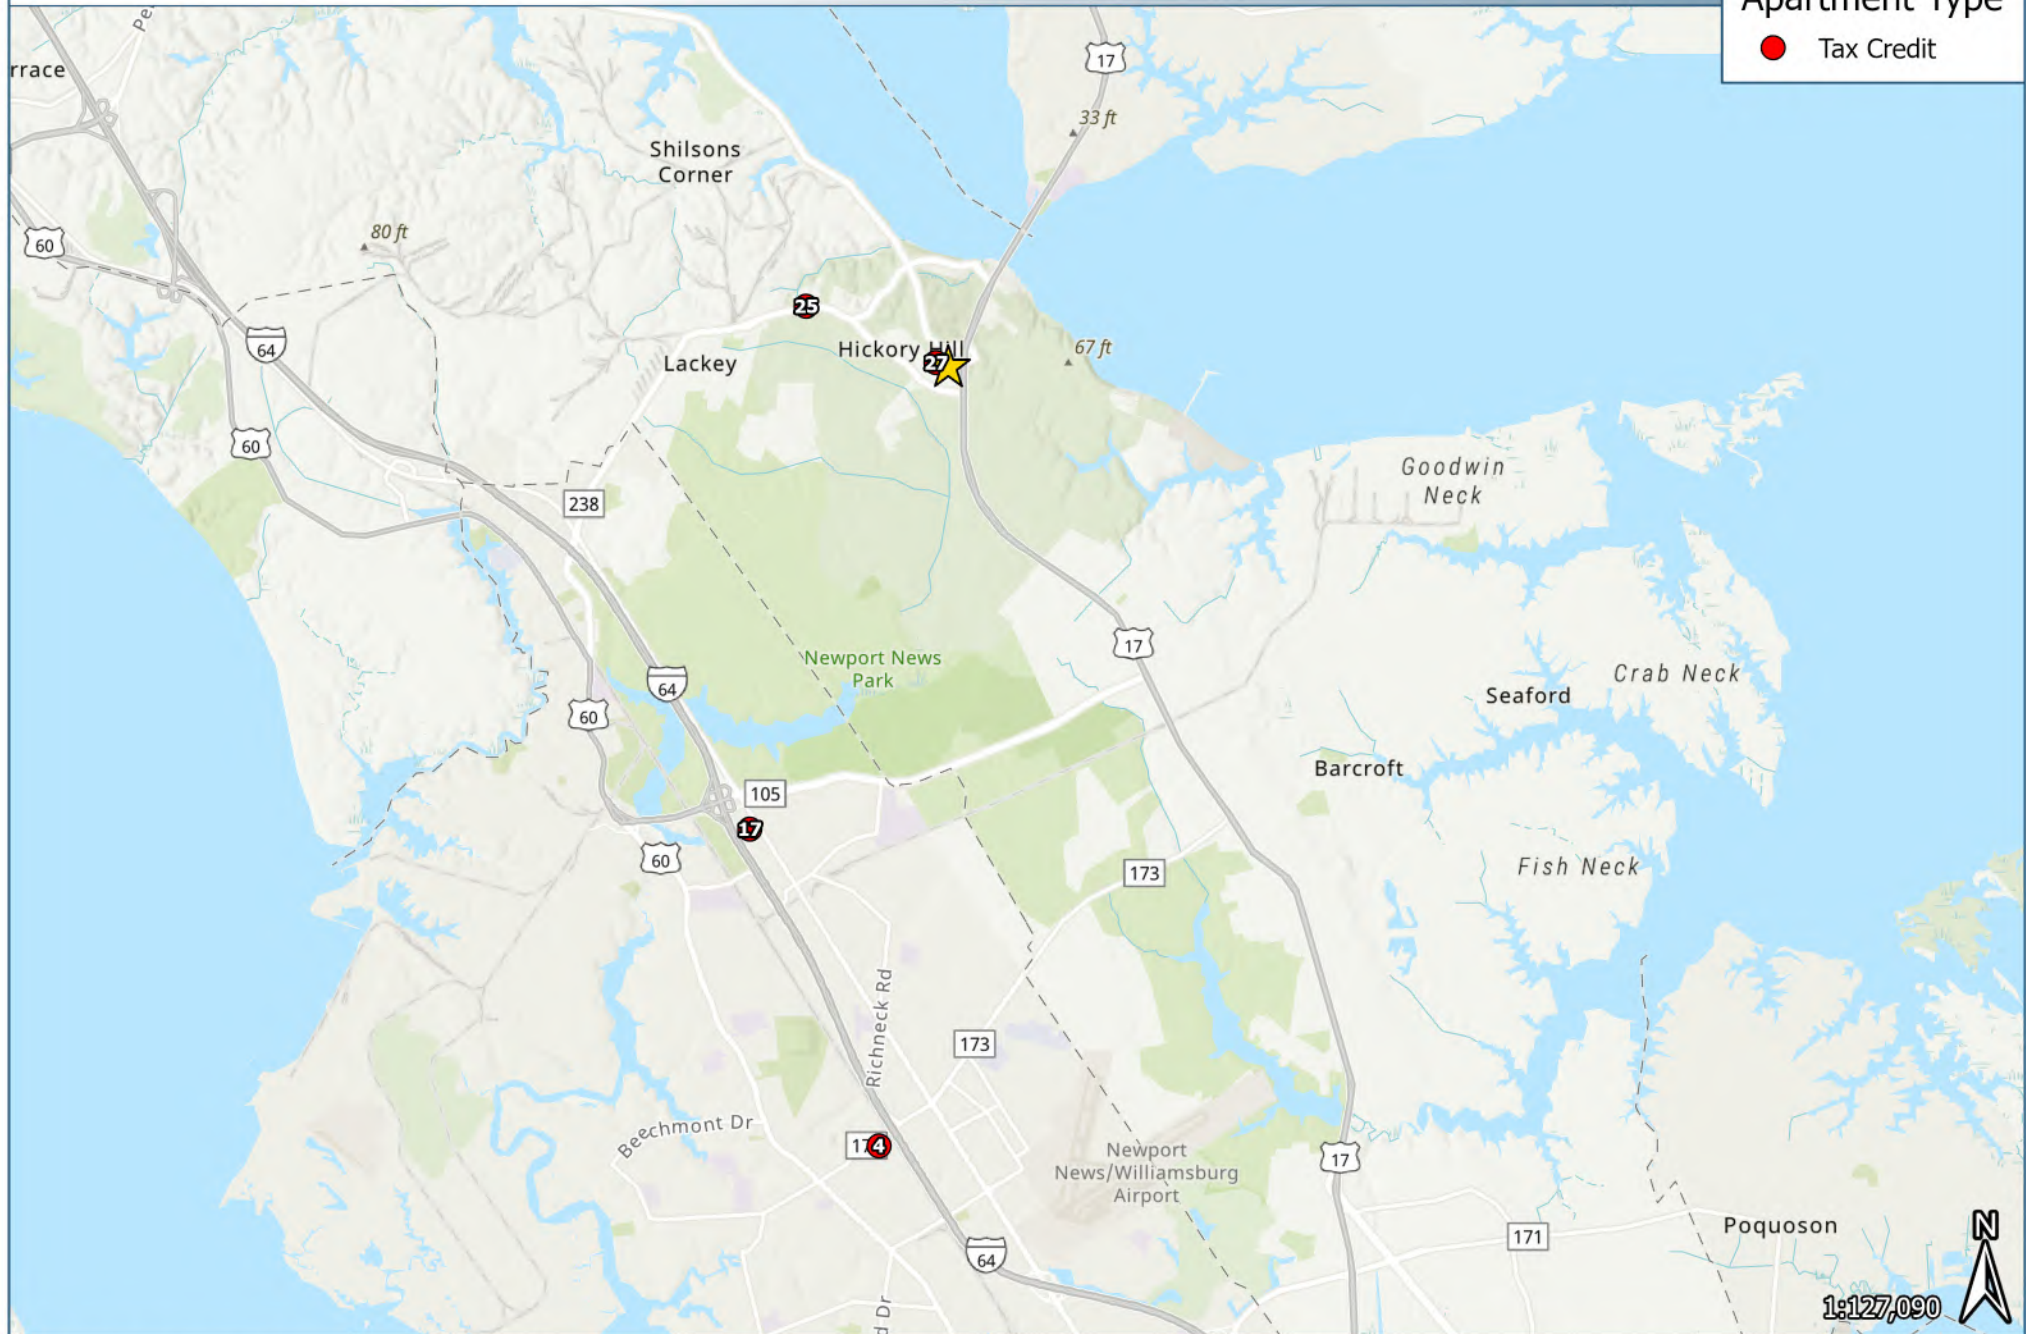 Apartment Type
Tax Credit
17
33 ft
rrace
Shilsons
Corner
80 ft
60
25
64
Lackey
Hickory Hill
27
67 ft
60
Goodwin
Neck
238
17
Newport News
Park
64
60
Seaford
Crab Neck
Barcroft
105
17
60
173
Fish Neck
Richneck Rd
173
Beechmont Dr
4
Newport
News/Williamsburg
Airport
17
64
171
Poquoson
N
1:127,090